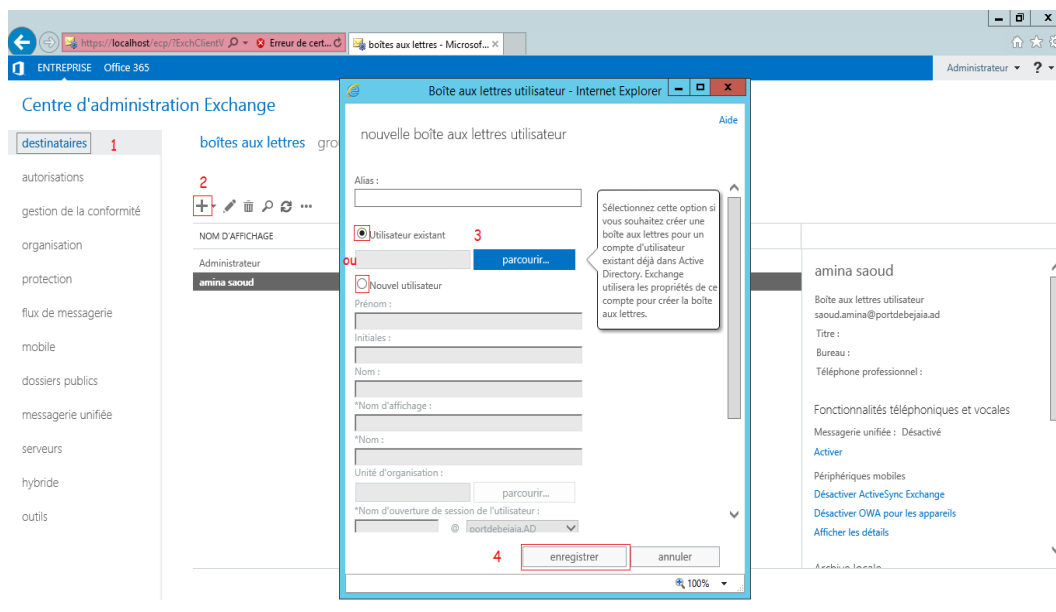 https://localhost/ecp/?ExchClientV
Erreur de cert...
boîtes aux lettres - Microsof...
ENTREPRISE Office 365
Administrateur
?
Centre d'administration Exchange
destinataires 1
autorisations
gestion de la conformité
organisation
protection
flux de messagerie
mobile
dossiers publics
messagerie unifiée
serveurs
hybride
outils
boîtes aux lettres gro
2
NOM D'AFFICHAGE
Administrateur
amina saoud
Boîte aux lettres utilisateur - Internet Explorer
Aide
nouvelle boîte aux lettres utilisateur
Alias :
Utilisateur existant 3
ou
parcourir...
Nouvel utilisateur
Prénom :
Initiales :
Nom :
*Nom d'affichage :
*Nom :
Unité d'organisation :
parcourir...
*Nom d'ouverture de session de l'utilisateur :
@ portdebejaia.AD
4 enregistrer annuler
100%
Sélectionnez cette option si
vous souhaitez créer une
boîte aux lettres pour un
compte d'utilisateur
existant déjà dans Active
Directory. Exchange
utilisera les propriétés de ce
compte pour créer la boîte
aux lettres.
amina saoud
Boîte aux lettres utilisateur
saoud.amina@portdebejaia.ad
Titre :
Bureau :
Téléphone professionnel :
Fonctionnalités téléphoniques et vocales
Messagerie unifiée : Désactivé
Activer
Périphériques mobiles
Désactiver ActiveSync Exchange
Désactiver OWA pour les appareils
Afficher les détails
Archive locale